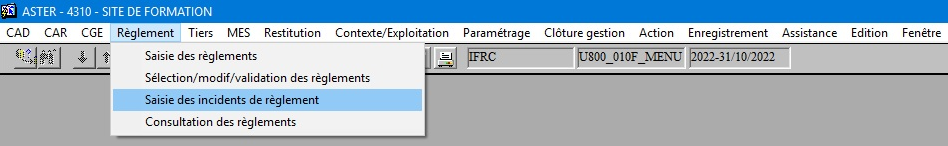 ASTER - 4310 - SITE DE FORMATION
CAD CAR CGE Règlement Tiers MES Restitution Contexte/Exploitation Paramétrage Clôture gestion Action Enregistrement Assistance Edition Fenêtre
IFRC U800_010F_MENU 2022-31/10/2022
Saisie des règlements
Sélection/modif/validation des règlements
Saisie des incidents de règlement
Consultation des règlements